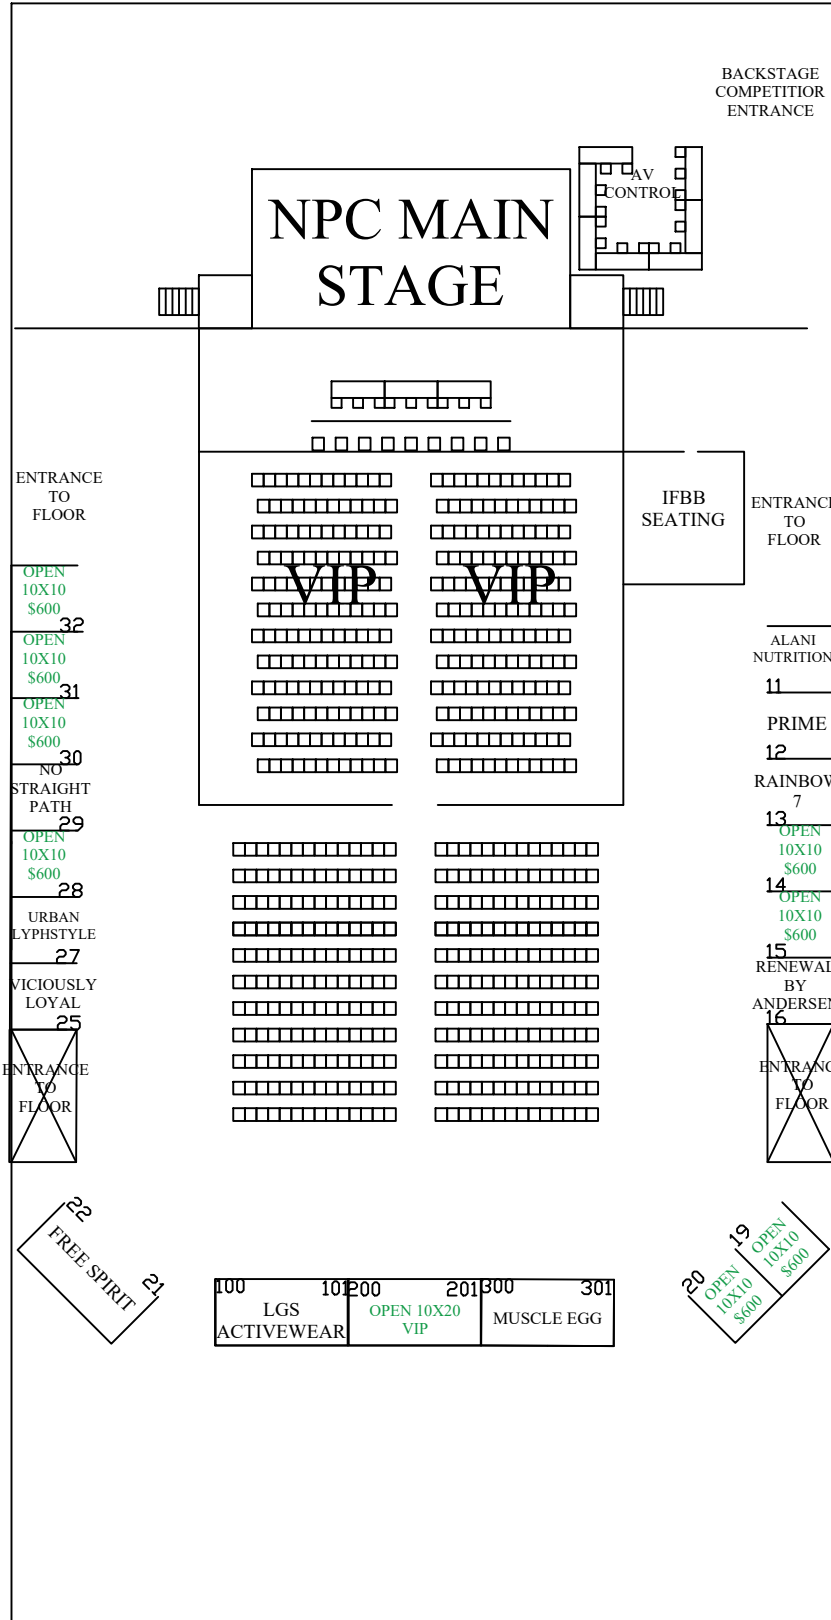 BACKSTAGE
COMPETITIOR
ENTRANCE
AV
CONTROL
NPC MAIN
STAGE
ENTRANCE
TO
FLOOR
IFBB
SEATING
ENTRANCE
TO
FLOOR
VIP
VIP
OPEN
10X10
$600
32
OPEN
10X10
$600
31
OPEN
10X10
$600
30
NO
STRAIGHT
PATH
29
OPEN
10X10
$600
28
URBAN
LYPHSTYLE
27
VICIOUSLY
LOYAL
25
ENTRANCE
TO
FLOOR
ALANI
NUTRITION
11
PRIME
12
RAINBOW
7
13
OPEN
10X10
$600
14
OPEN
10X10
$600
15
RENEWAL
BY
ANDERSEN
16
ENTRANCE
TO
FLOOR
22
FREE SPIRIT
21
100 101
LGS
ACTIVEWEAR
200 201
OPEN 10X20
VIP
300 301
MUSCLE EGG
20
OPEN
10X10
$600
19
OPEN
10X10
$600